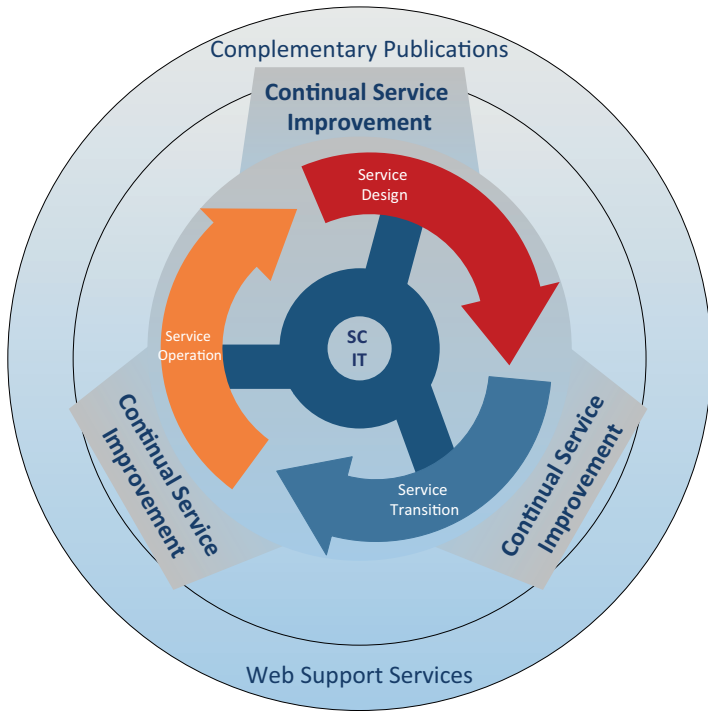 Complementary Publications
Continual Service
Improvement
Service
Design
Service
Operation
SC
IT
Continual Service
Improvement
Continual Service
Improvement
Service
Transition
Web Support Services